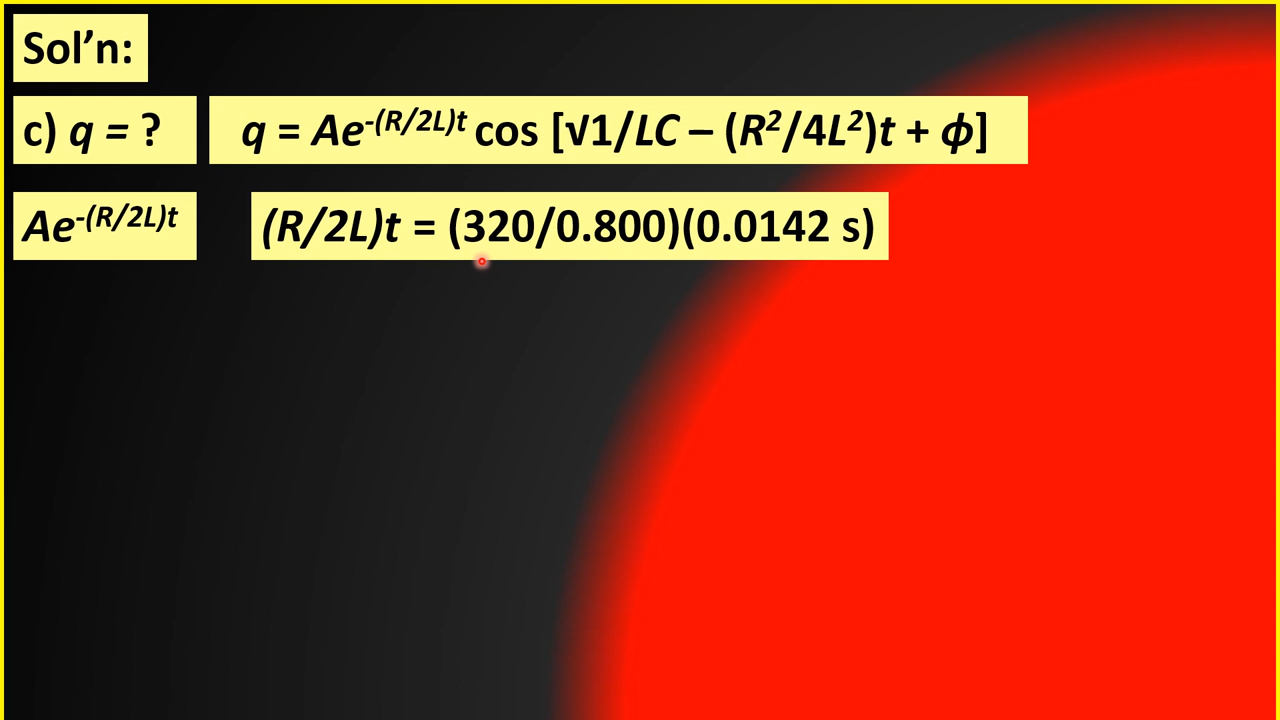 Sol’n:
c) q = ? q = Ae^-(R/2L)t cos [√1/LC – (R²/4L²)t + ϕ]
Ae^-(R/2L)t (R/2L)t = (320/0.800)(0.0142 s)